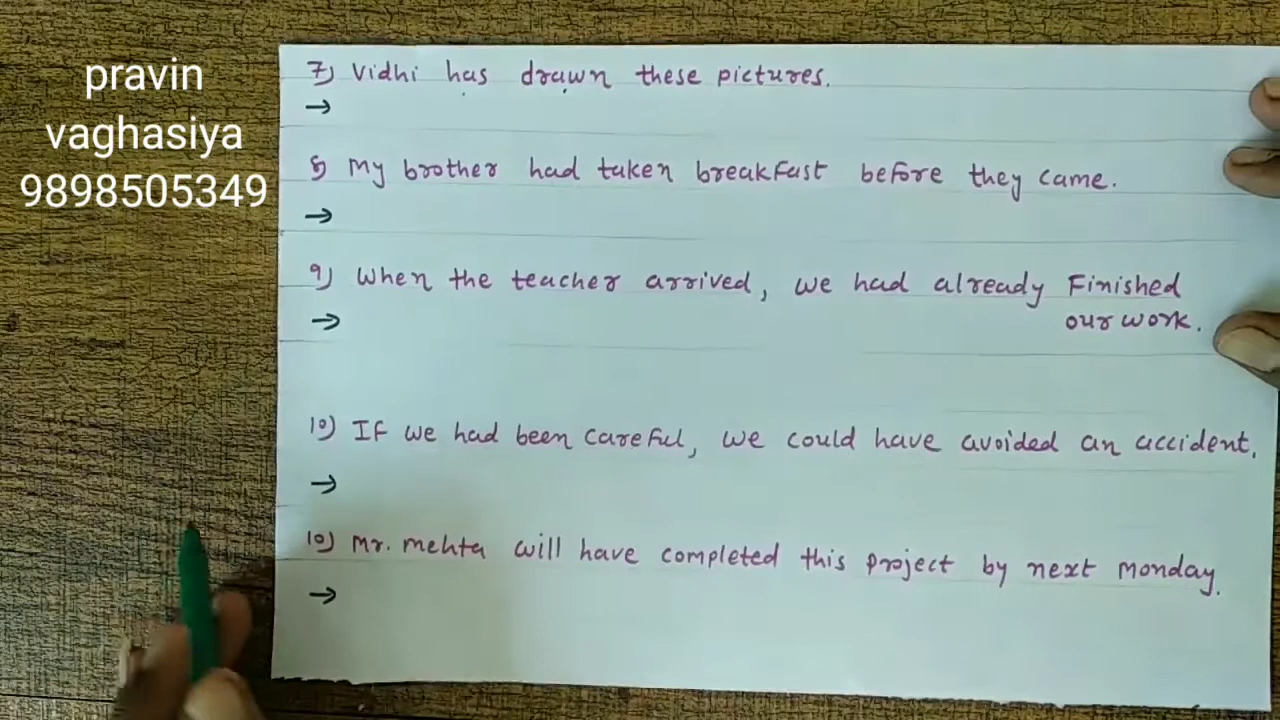 pravin
vaghasiya
9898505349
7) Vidhi has drawn these pictures.
→
8) My brother had taken breakfast before they came.
→
9) When the teacher arrived, we had already Finished
our work.
→
10) If we had been careful, we could have avoided an accident.
→
10) Mr. mehta will have completed this project by next monday.
→